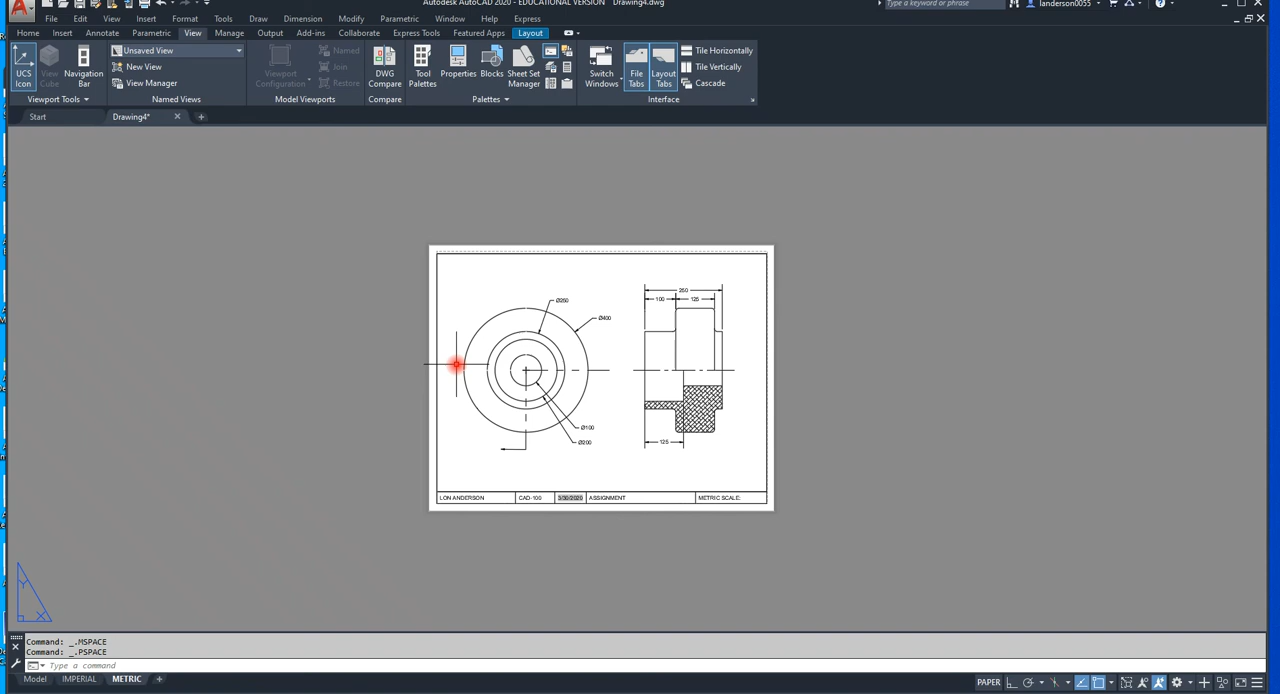 Autodesk AutoCAD 2020 - EDUCATIONAL VERSION Drawing4.dwg
Type a keyword or phrase
landerson0055
File Edit View Insert Format Tools Draw Dimension Modify Parametric Window Help Express
Home Insert Annotate Parametric View Manage Output Add-ins Collaborate Express Tools Featured Apps Layout
UCS Icon
View Cube
Navigation Bar
Viewport Tools
Unsaved View
New View
View Manager
Named Views
Viewport Configuration
Named
Join
Restore
Model Viewports
DWG Compare
Compare
Tool Palettes
Properties
Blocks
Sheet Set Manager
Palettes
Switch Windows
File Tabs
Layout Tabs
Tile Horizontally
Tile Vertically
Cascade
Interface
Start Drawing4*
250
100 125
Ø250
Ø400
Ø100
Ø200
125
LON ANDERSON CAD-100 3/30/2020 ASSIGNMENT METRIC SCALE:
Y
X
Command: _.MSPACE
Command: _.PSPACE
Type a command
Model IMPERIAL METRIC
PAPER